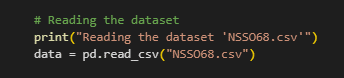 # Reading the dataset
print("Reading the dataset 'NSSO68.csv'")
data = pd.read_csv("NSSO68.csv")